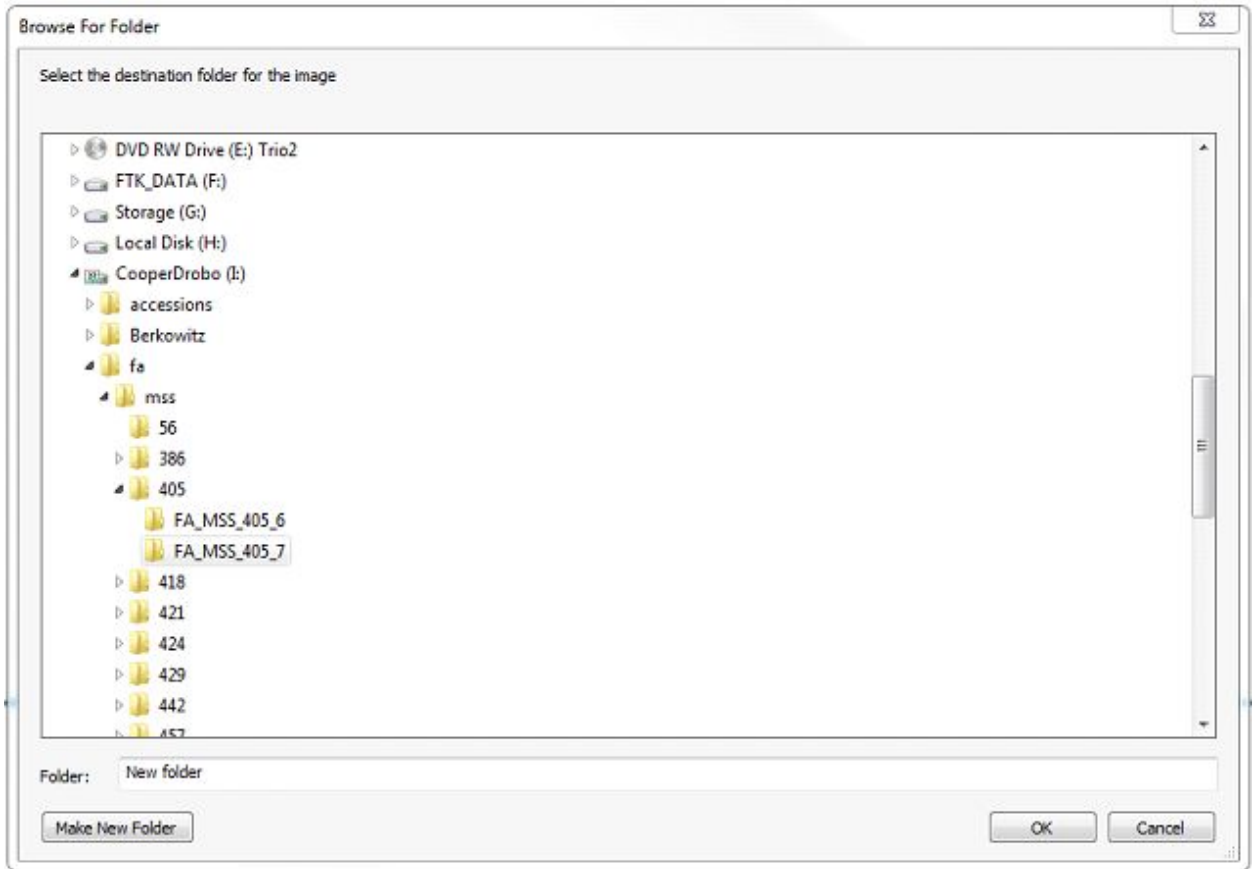 Browse For Folder
Select the destination folder for the image
DVD RW Drive (E:) Trio2
FTK_DATA (F:)
Storage (G:)
Local Disk (H:)
CooperDrobo (I:)
accessions
Berkowitz
fa
mss
56
386
405
FA_MSS_405_6
FA_MSS_405_7
418
421
424
429
442
457
Folder: New folder
Make New Folder OK Cancel